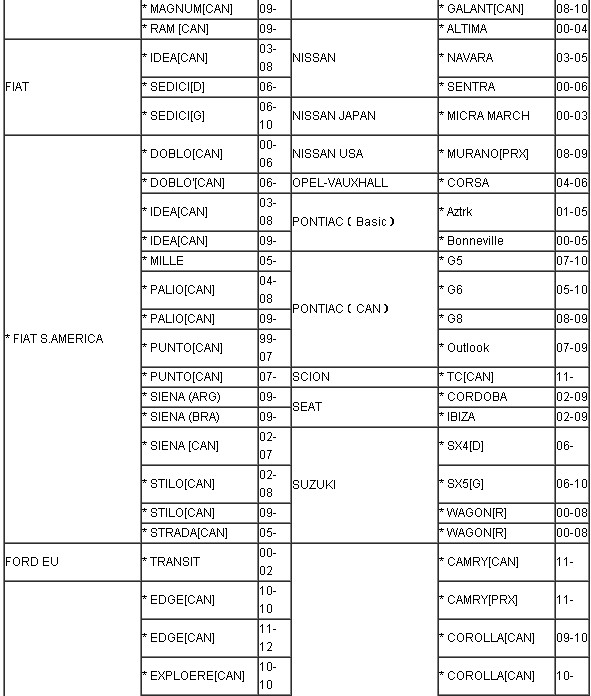 * MAGNUM[CAN] 09- * GALANT[CAN] 08-10
* RAM [CAN] 09- * ALTIMA 00-04
FIAT * IDEA[CAN] 03-08 NISSAN * NAVARA 03-05
* SEDICI[D] 06- * SENTRA 00-06
* SEDICI[G] 06-10 NISSAN JAPAN * MICRA MARCH 00-03
* DOBLO[CAN] 00-06 NISSAN USA * MURANO[PRX] 08-09
* DOBLO'[CAN] 06- OPEL-VAUXHALL * CORSA 04-06
* IDEA[CAN] 03-08 PONTIAC ( Basic ) * Aztrk 01-05
* IDEA[CAN] 09- * Bonneville 00-05
* MILLE 05- * G5 07-10
* PALIO[CAN] 04-08 PONTIAC ( CAN ) * G6 05-10
* PALIO[CAN] 09- * G8 08-09
* FIAT S.AMERICA * PUNTO[CAN] 99-07 * Outlook 07-09
* PUNTO[CAN] 07- SCION * TC[CAN] 11-
* SIENA (ARG) 09- SEAT * CORDOBA 02-09
* SIENA (BRA) 09- * IBIZA 02-09
* SIENA [CAN] 02-07 * SX4[D] 06-
* STILO[CAN] 02-08 SUZUKI * SX5[G] 06-10
* STILO[CAN] 09- * WAGON[R] 00-08
* STRADA[CAN] 05- * WAGON[R] 00-08
FORD EU * TRANSIT 00-02 * CAMRY[CAN] 11-
* EDGE[CAN] 10-10 * CAMRY[PRX] 11-
* EDGE[CAN] 11-12 * COROLLA[CAN] 09-10
* EXPLOERE[CAN] 10-10 * COROLLA[CAN] 10-